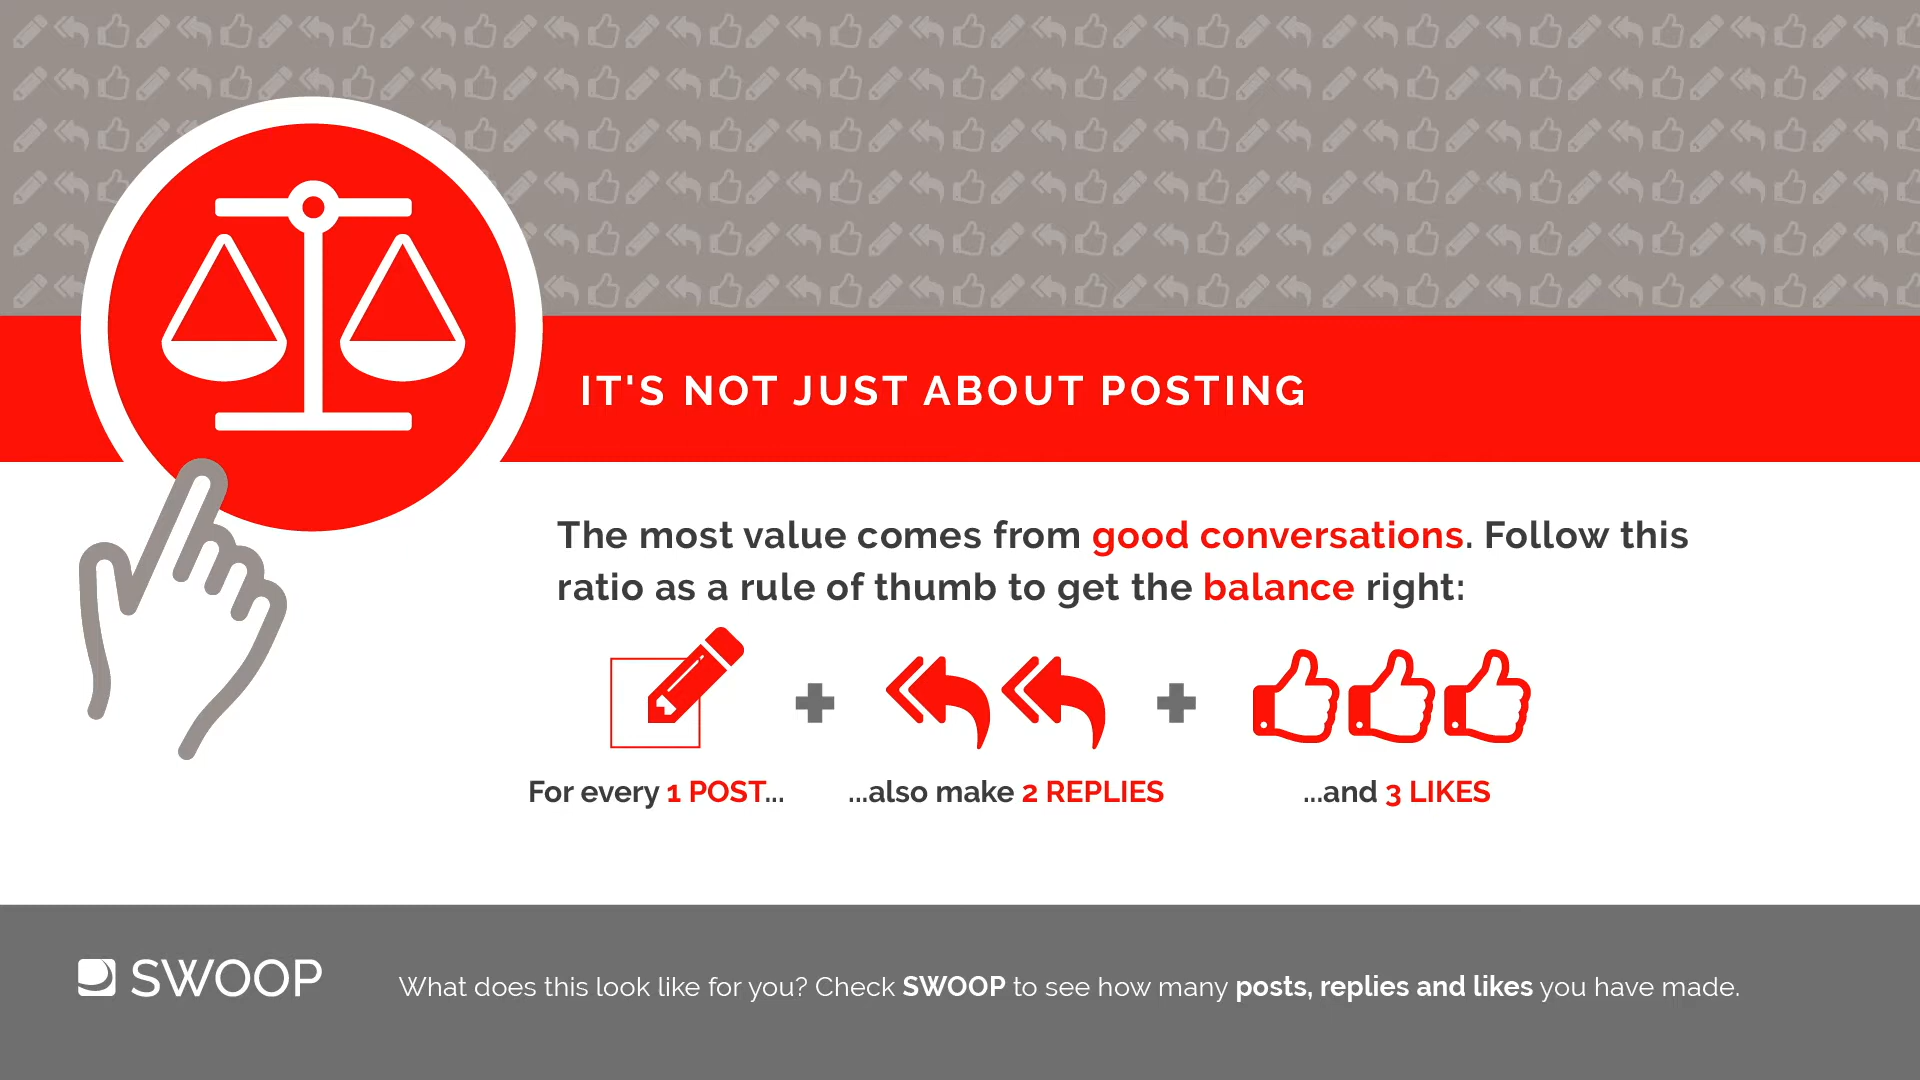 IT'S NOT JUST ABOUT POSTING
The most value comes from good conversations. Follow this
ratio as a rule of thumb to get the balance right:
For every 1 POST... ...also make 2 REPLIES ...and 3 LIKES
SWOOP What does this look like for you? Check SWOOP to see how many posts, replies and likes you have made.